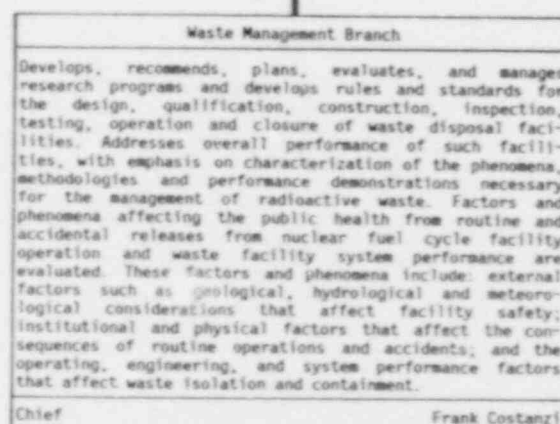 Waste Management Branch
Develops, recommends, plans, evaluates, and manages
research programs and develops rules and standards for
the design, qualification, construction, inspection,
testing, operation and closure of waste disposal faci-
lities. Addresses overall performance of such facili-
ties, with emphasis on characterization of the phenomena,
methodologies and performance demonstrations necessary
for the management of radioactive waste. Factors and
phenomena affecting the public health from routine and
accidental releases from nuclear fuel cycle facility
operation and waste facility system performance are
evaluated. These factors and phenomena include: external
factors such as geological, hydrological and meteoro-
logical considerations that affect facility safety;
institutional and physical factors that affect the con-
sequences of routine operations and accidents; and the
operating, engineering, and system performance factors
that affect waste isolation and containment.
Chief Frank Costanzi